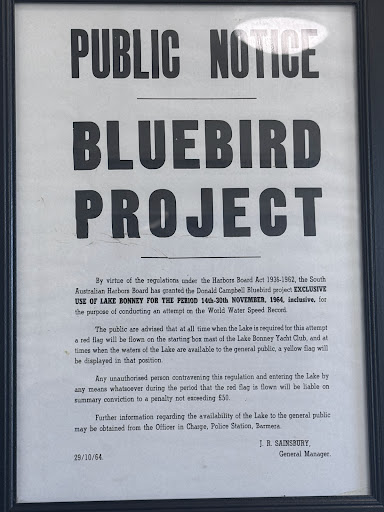 PUBLIC NOTICE
BLUEBIRD
PROJECT
By virtue of the regulations under the Harbors Board Act 1936-1962, the South
Australian Harbors Board has granted the Donald Campbell Bluebird project EXCLUSIVE
USE OF LAKE BONNEY FOR THE PERIOD 14th-30th NOVEMBER, 1964, inclusive, for
the purpose of conducting an attempt on the World Water Speed Record.
The public are advised that at all time when the Lake is required for this attempt
a red flag will be flown on the starting box mast of the Lake Bonney Yacht Club, and at
times when the waters of the Lake are available to the general public, a yellow flag will
be displayed in that position.
Any unauthorised person contravening this regulation and entering the Lake by
any means whatsoever during the period that the red flag is flown will be liable on
summary conviction to a penalty not exceeding £50.
Further information regarding the availability of the Lake to the general public
may be obtained from the Officer in Charge, Police Station, Barmera.
J. R. SAINSBURY,
29/10/64. General Manager.